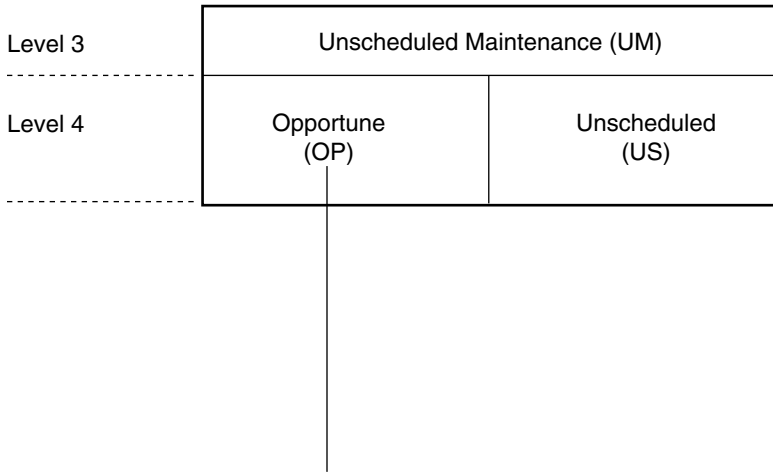 Level 3
Unscheduled Maintenance (UM)
Level 4
Opportune
(OP)
Unscheduled
(US)